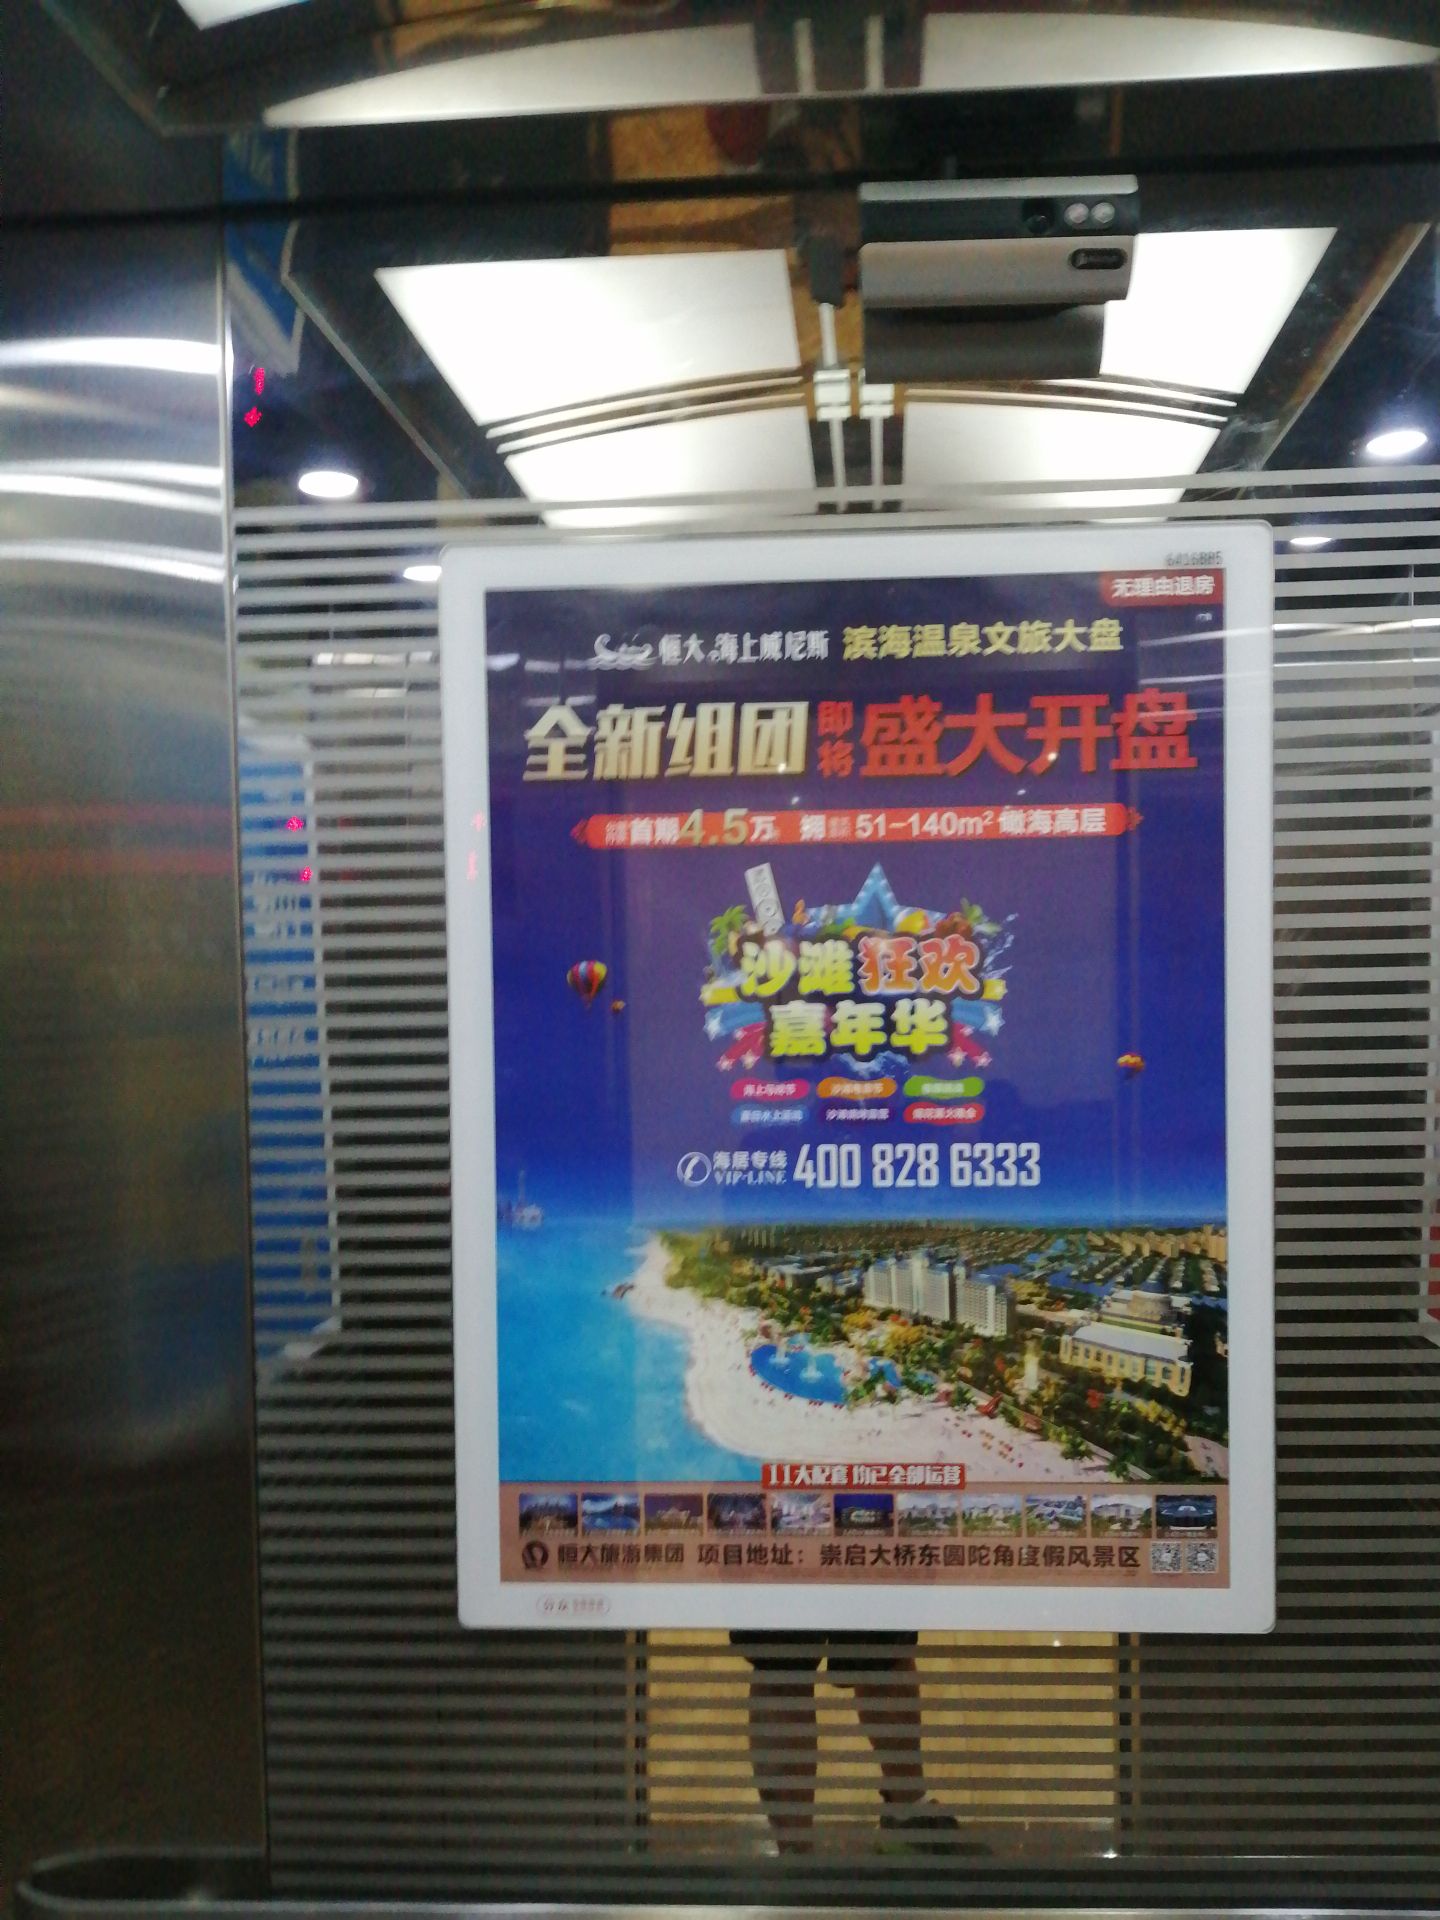 6416885
无理由退房
恒大·海上威尼斯 滨海温泉文旅大盘
全新组团即将盛大开盘
首期4.5万 51-140m² 瞰海高层
沙滩狂欢
嘉年华
海居专线
VIP-LINE 400 828 6333
11大配套 均已全部运营
恒大旅游集团 项目地址：崇启大桥东圆陀角度假风景区
分众